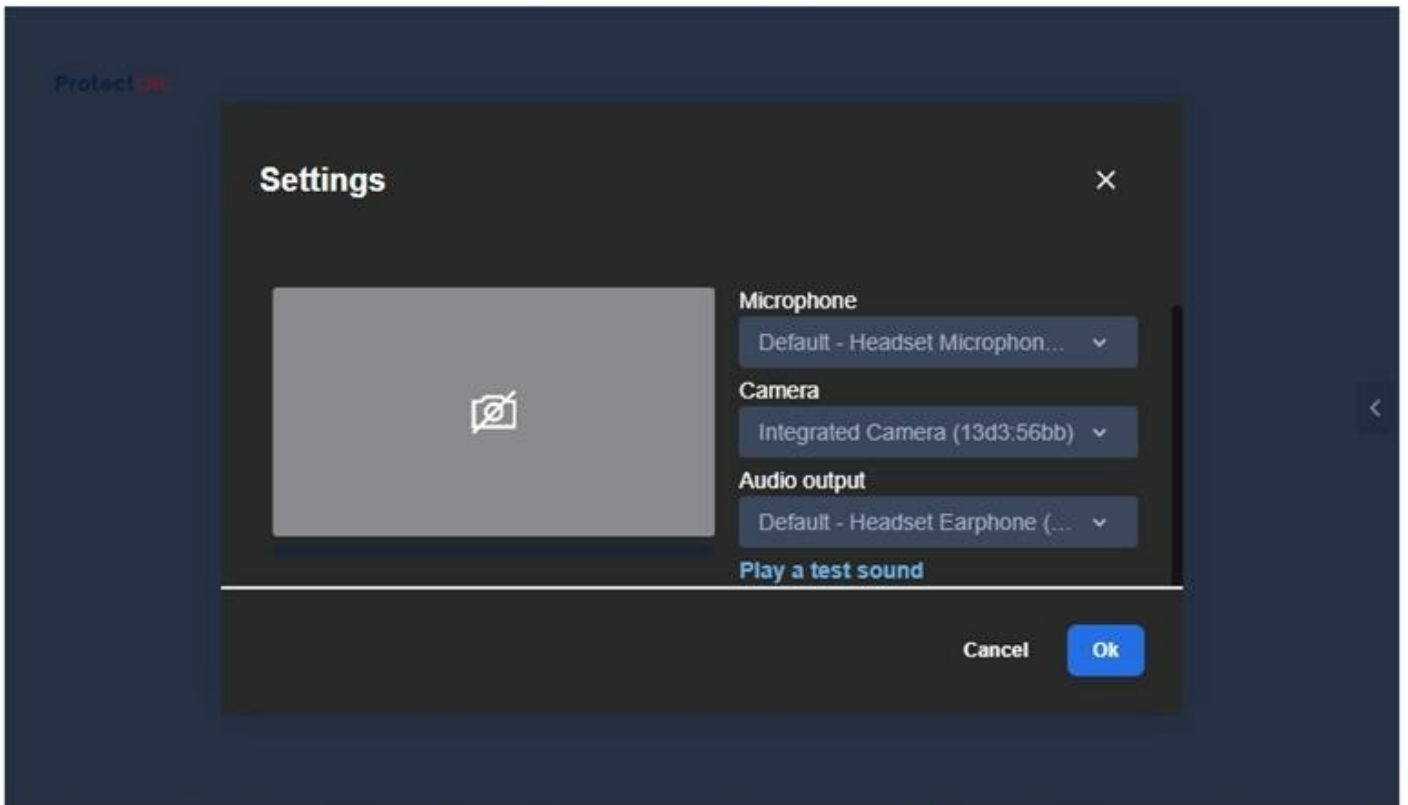 Protect
Settings
Microphone
Default - Headset Microphon...
Camera
Integrated Camera (13d3:56bb)
Audio output
Default - Headset Earphone (...
Play a test sound
Cancel
Ok